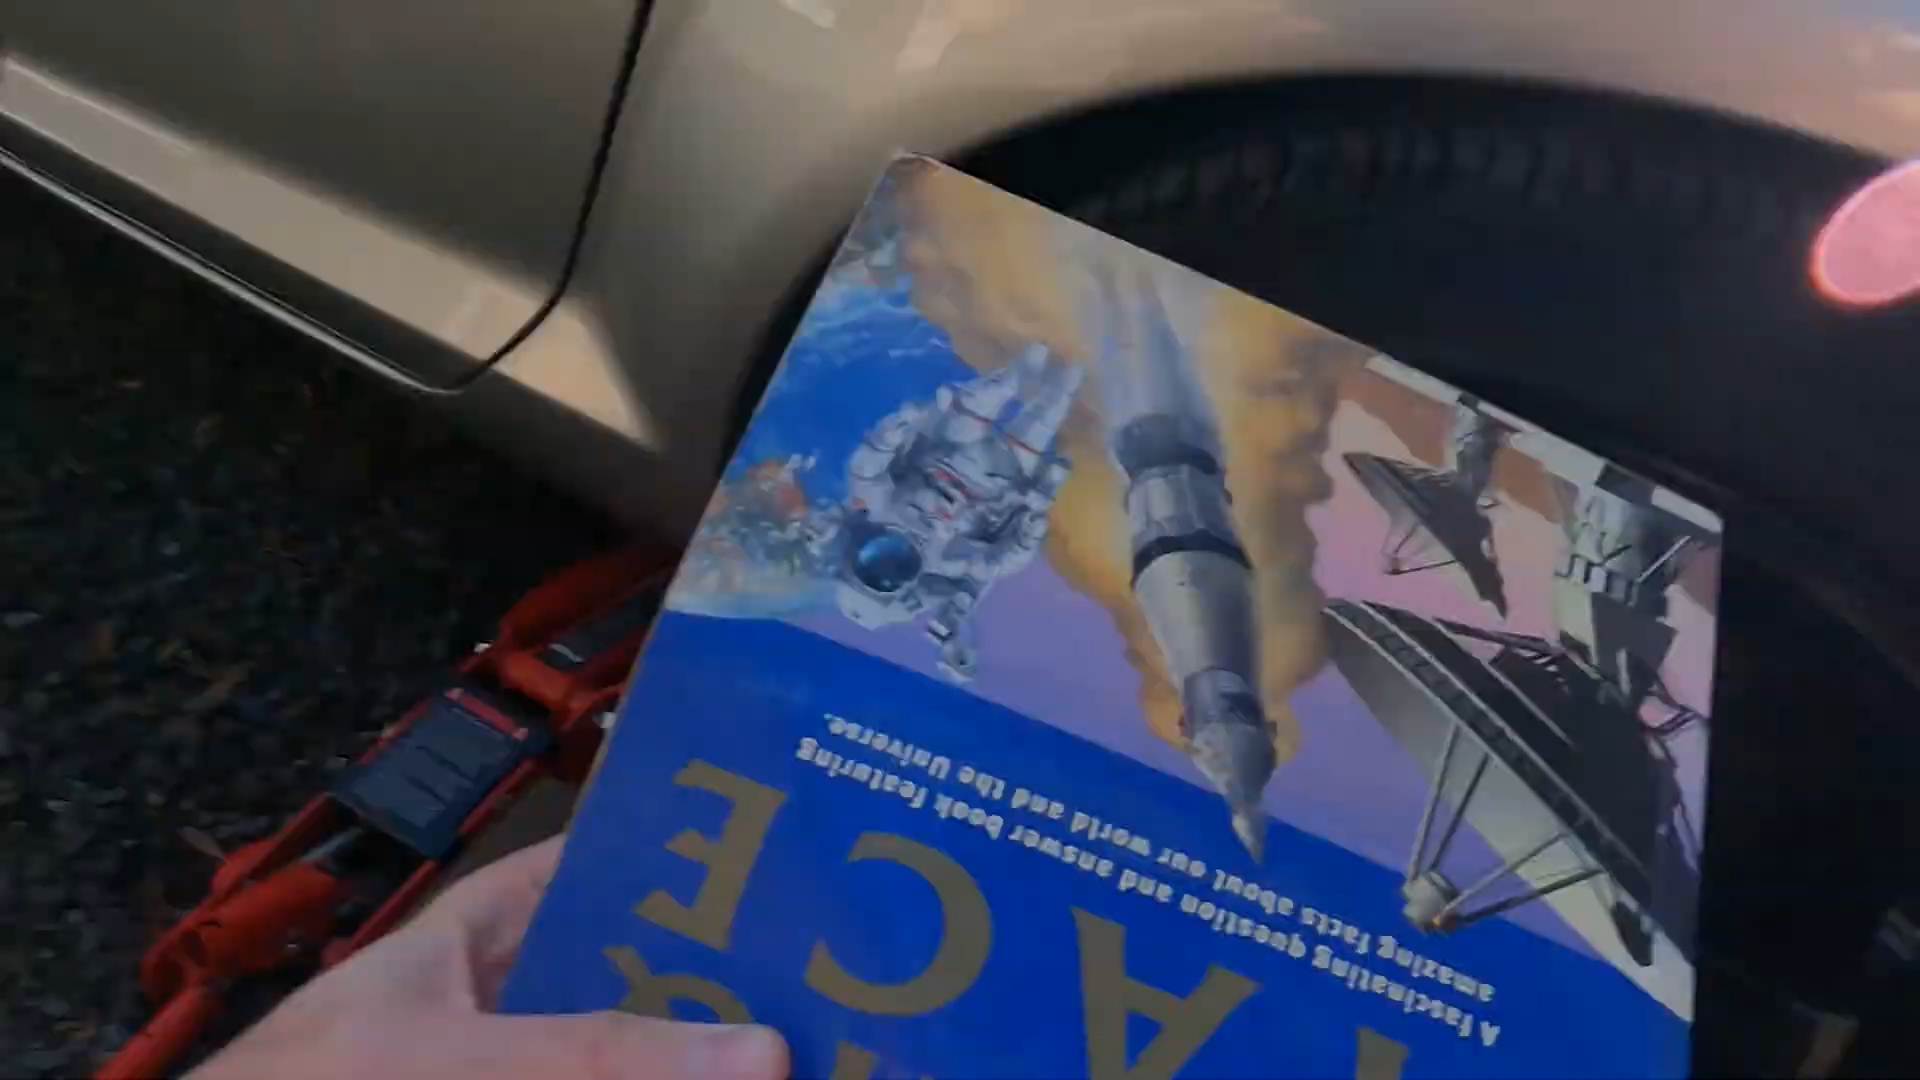 ACE
A fascinating question and answer book featuring
amazing facts about our world and the Universe.